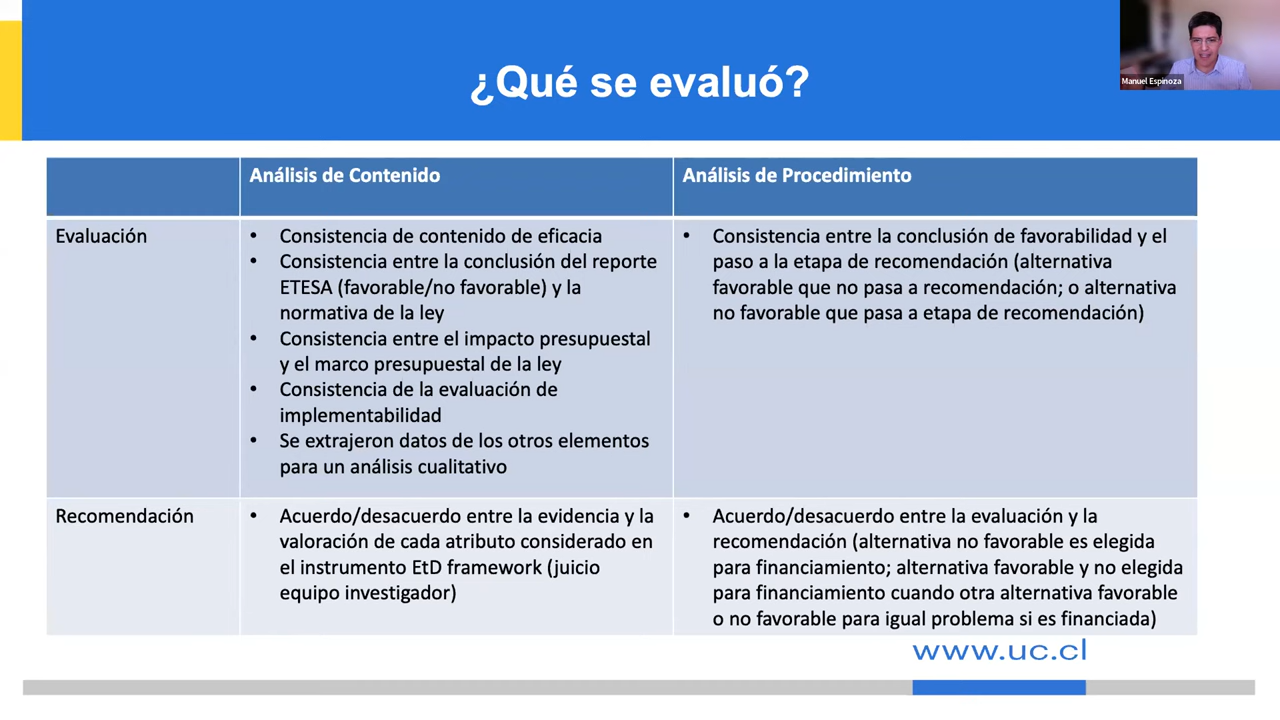 ¿Qué se evaluó?
Manuel Espinoza
Análisis de Contenido
Análisis de Procedimiento
Evaluación
• Consistencia de contenido de eficacia
• Consistencia entre la conclusión del reporte
ETESA (favorable/no favorable) y la
normativa de la ley
• Consistencia entre el impacto presupuestal
y el marco presupuestal de la ley
• Consistencia de la evaluación de
implementabilidad
• Se extrajeron datos de los otros elementos
para un análisis cualitativo
• Consistencia entre la conclusión de favorabilidad y el
paso a la etapa de recomendación (alternativa
favorable que no pasa a recomendación; o alternativa
no favorable que pasa a etapa de recomendación)
Recomendación
• Acuerdo/desacuerdo entre la evidencia y la
valoración de cada atributo considerado en
el instrumento EtD framework (juicio
equipo investigador)
• Acuerdo/desacuerdo entre la evaluación y la
recomendación (alternativa no favorable es elegida
para financiamiento; alternativa favorable y no elegida
para financiamiento cuando otra alternativa favorable
o no favorable para igual problema si es financiada)
www.uc.cl